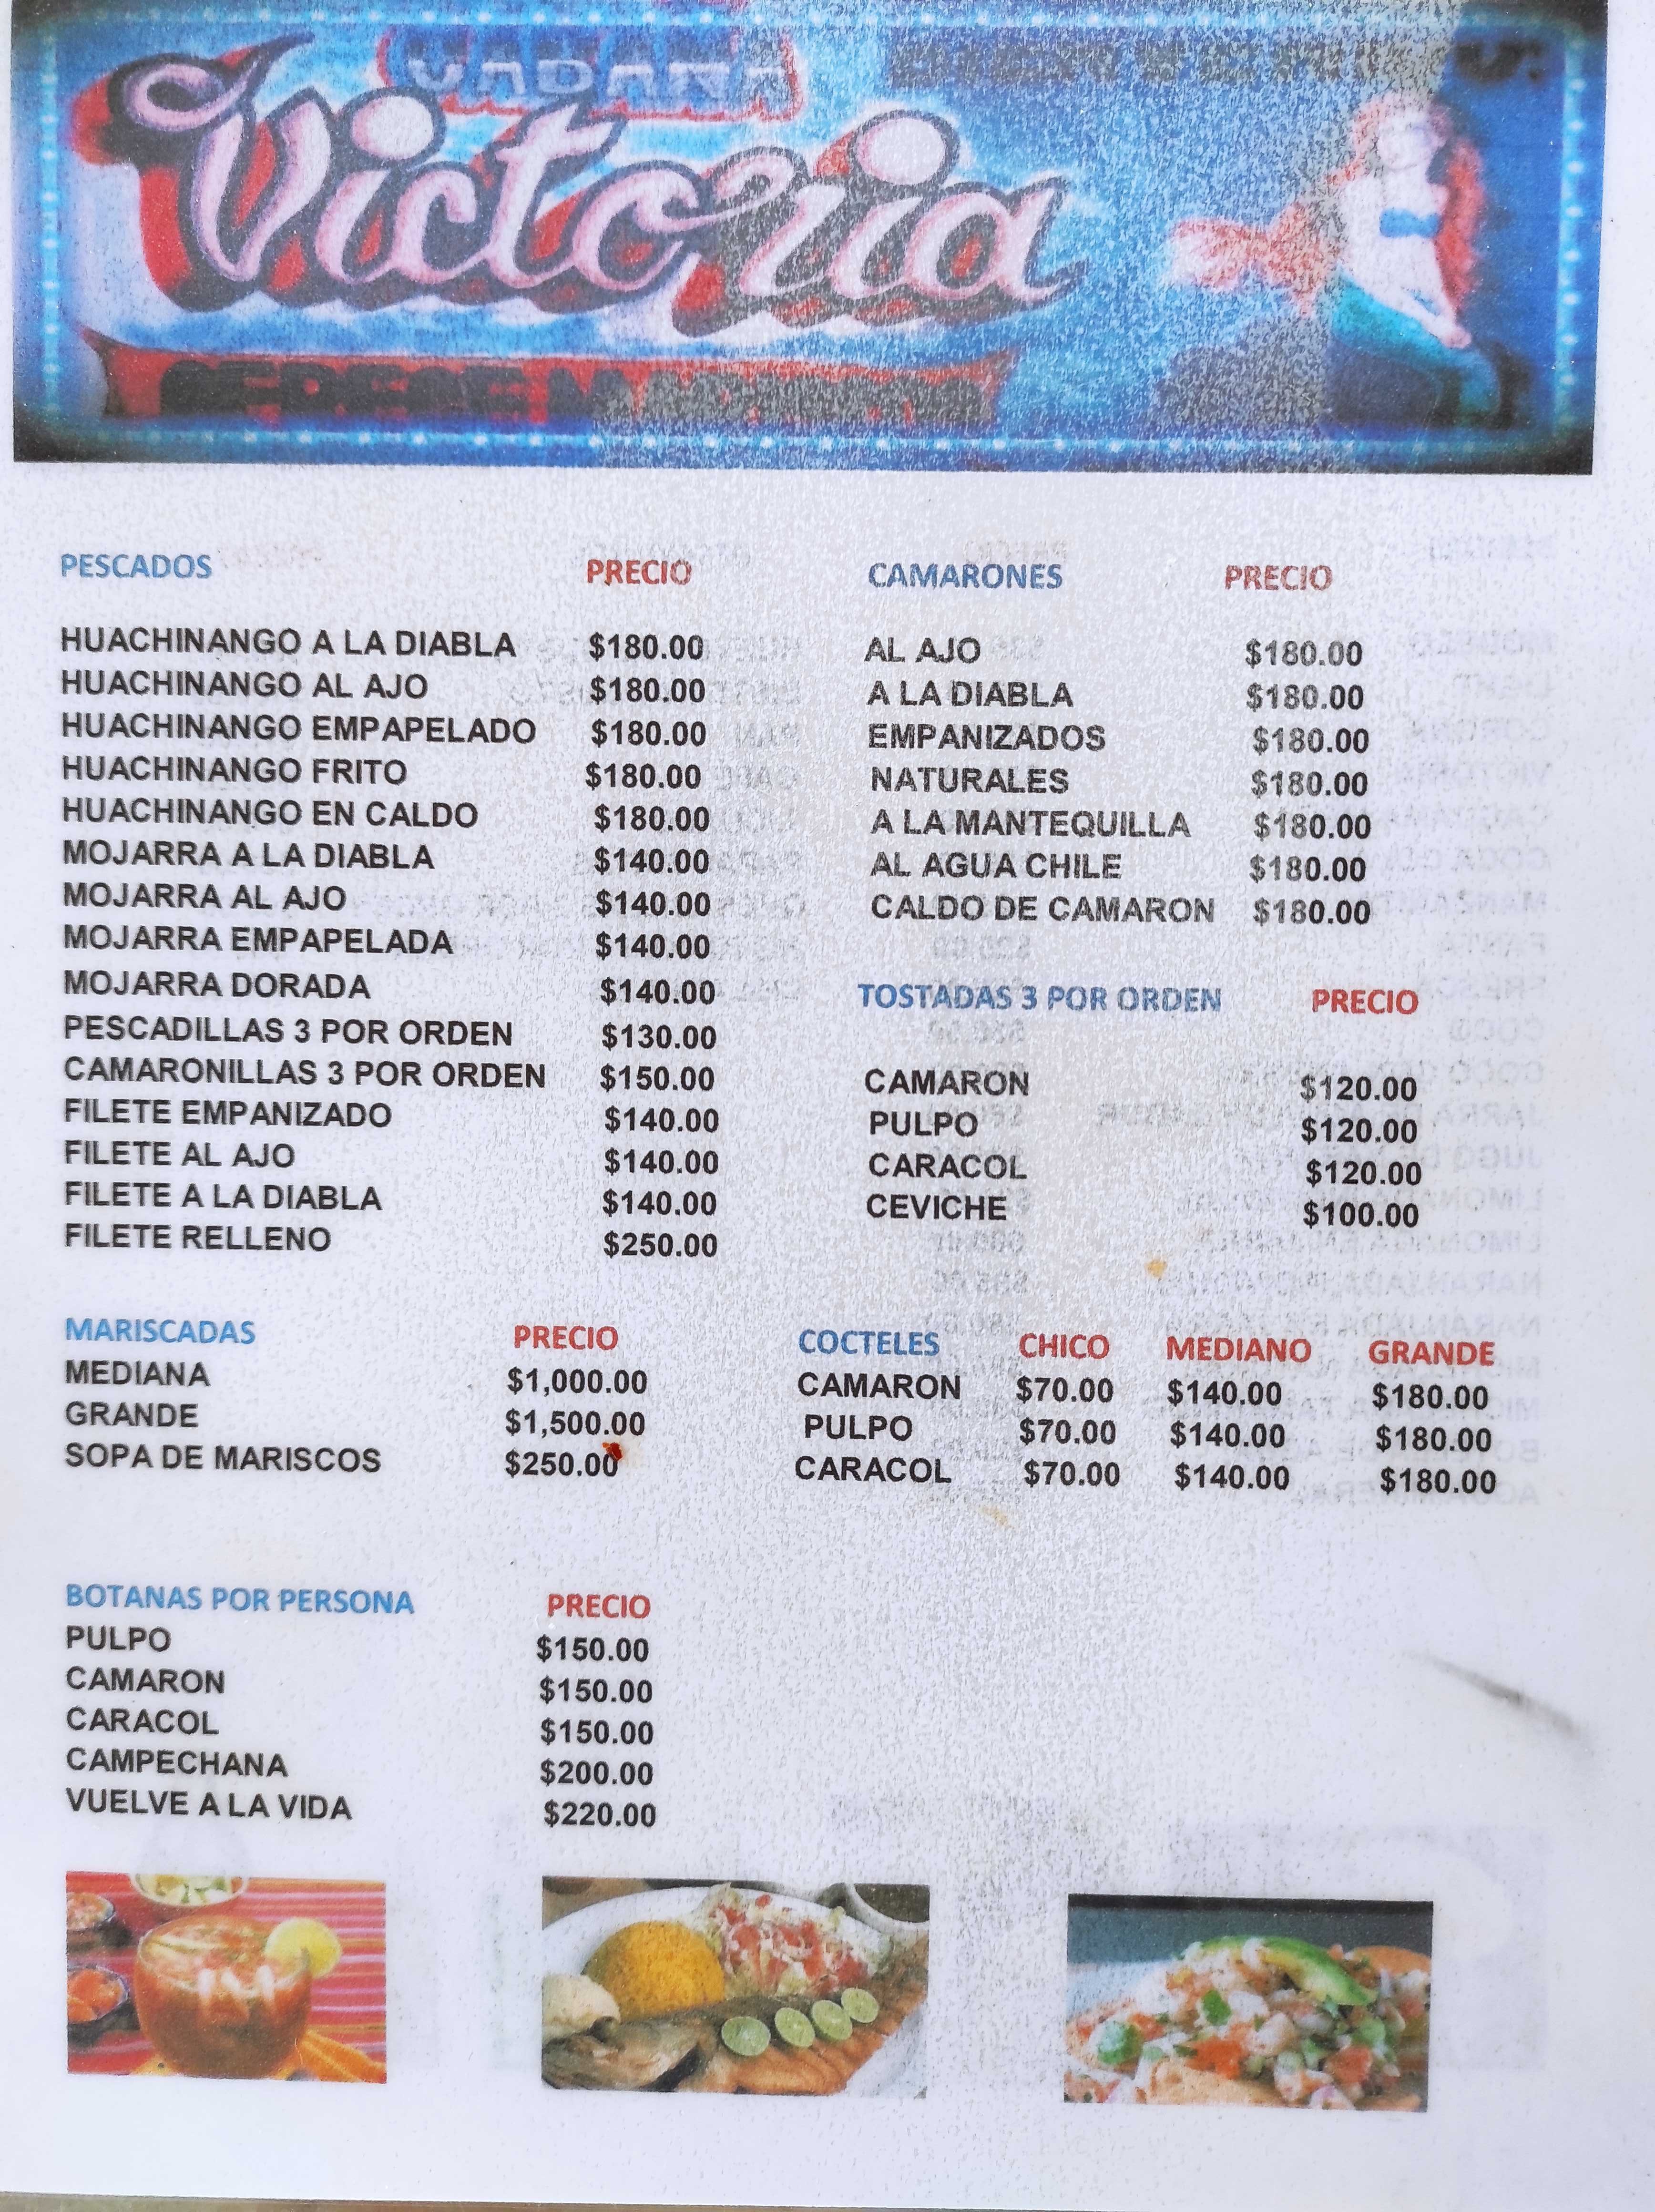 Victoria
PESCADOS PRECIO
HUACHINANGO A LA DIABLA $180.00
HUACHINANGO AL AJO $180.00
HUACHINANGO EMPAPELADO $180.00
HUACHINANGO FRITO $180.00
HUACHINANGO EN CALDO $180.00
MOJARRA A LA DIABLA $140.00
MOJARRA AL AJO $140.00
MOJARRA EMPAPELADA $140.00
MOJARRA DORADA $140.00
PESCADILLAS 3 POR ORDEN $130.00
CAMARONILLAS 3 POR ORDEN $150.00
FILETE EMPANIZADO $140.00
FILETE AL AJO $140.00
FILETE A LA DIABLA $140.00
FILETE RELLENO $250.00
CAMARONES PRECIO
AL AJO $180.00
A LA DIABLA $180.00
EMPANIZADOS $180.00
NATURALES $180.00
A LA MANTEQUILLA $180.00
AL AGUA CHILE $180.00
CALDO DE CAMARON $180.00
TOSTADAS 3 POR ORDEN PRECIO
CAMARON $120.00
PULPO $120.00
CARACOL $120.00
CEVICHE $100.00
MARISCADAS PRECIO
MEDIANA $1,000.00
GRANDE $1,500.00
SOPA DE MARISCOS $250.00
COCTELES CHICO MEDIANO GRANDE
CAMARON $70.00 $140.00 $180.00
PULPO $70.00 $140.00 $180.00
CARACOL $70.00 $140.00 $180.00
BOTANAS POR PERSONA PRECIO
PULPO $150.00
CAMARON $150.00
CARACOL $150.00
CAMPECHANA $200.00
VUELVE A LA VIDA $220.00